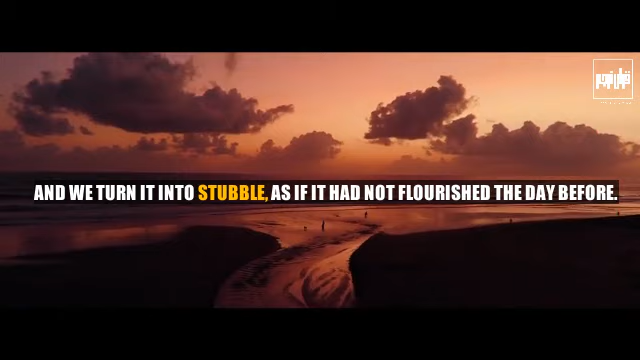 AND WE TURN IT INTO STUBBLE, AS IF IT HAD NOT FLOURISHED THE DAY BEFORE.